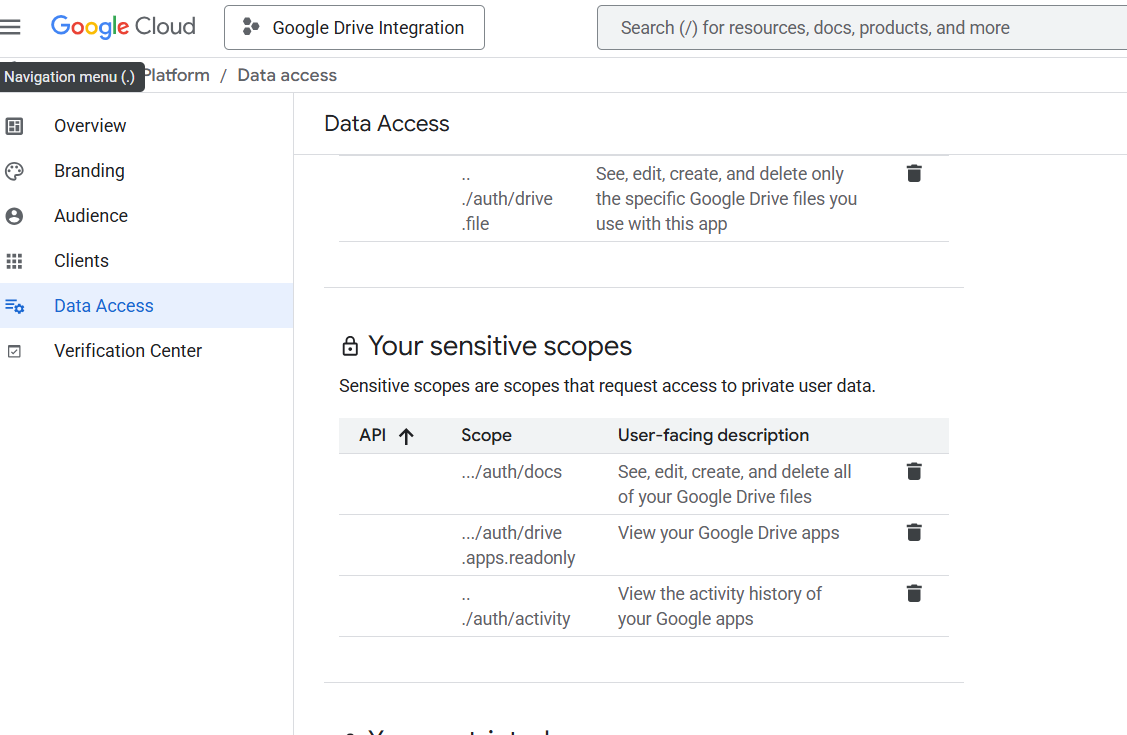 Google Cloud
Google Drive Integration
Search (/) for resources, docs, products, and more
Navigation menu (.)
Platform / Data access
Overview
Branding
Audience
Clients
Data Access
Verification Center
Data Access
..
./auth/drive
.file
See, edit, create, and delete only
the specific Google Drive files you
use with this app
Your sensitive scopes
Sensitive scopes are scopes that request access to private user data.
API Scope User-facing description
.../auth/docs
See, edit, create, and delete all
of your Google Drive files
.../auth/drive
.apps.readonly
View your Google Drive apps
..
./auth/activity
View the activity history of
your Google apps